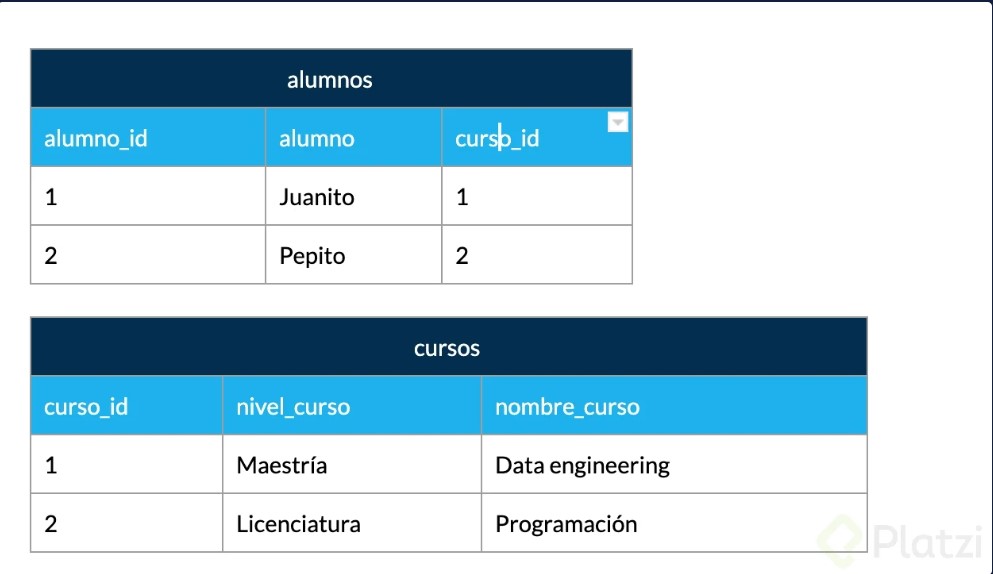 alumnos
alumno_id alumno curso_id
1 Juanito 1
2 Pepito 2
cursos
curso_id nivel_curso nombre_curso
1 Maestría Data engineering
2 Licenciatura Programación
Platzi